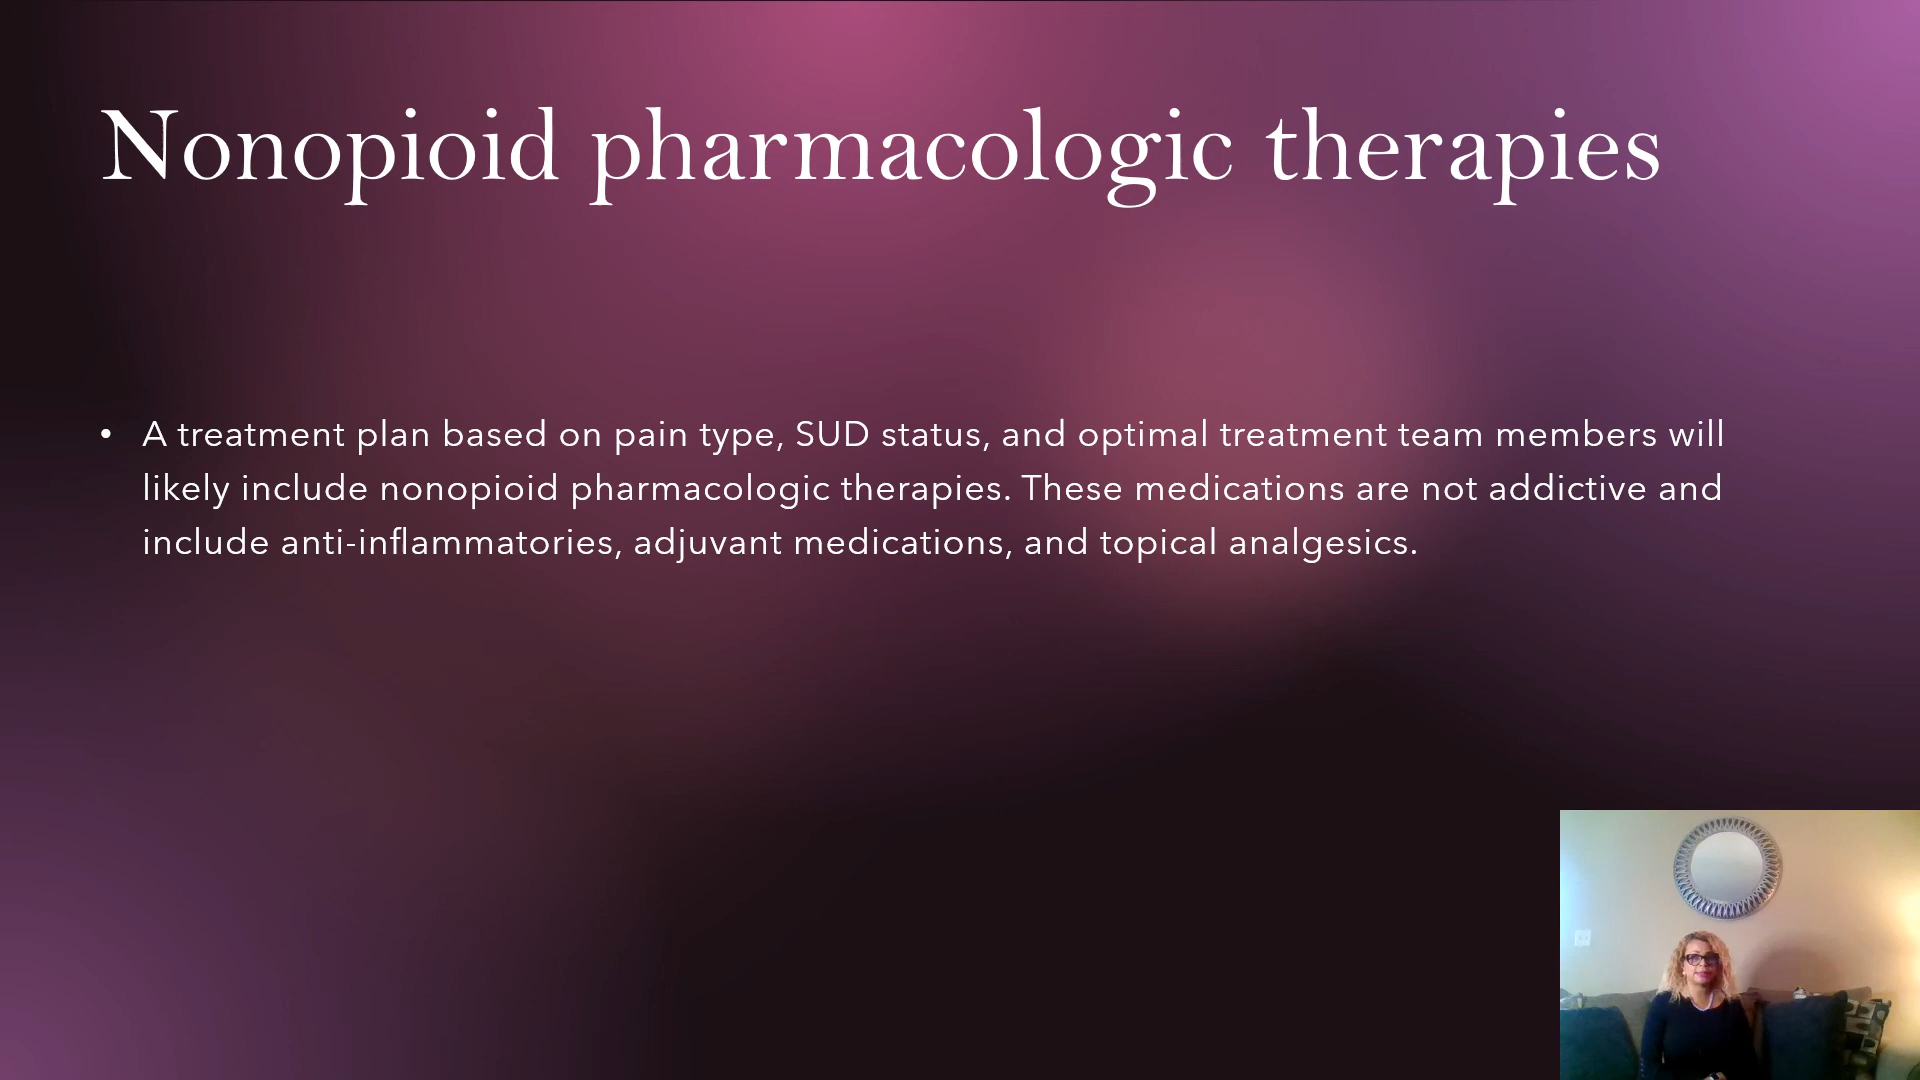 Nonopioid pharmacologic therapies
• A treatment plan based on pain type, SUD status, and optimal treatment team members will
likely include nonopioid pharmacologic therapies. These medications are not addictive and
include anti-inflammatories, adjuvant medications, and topical analgesics.